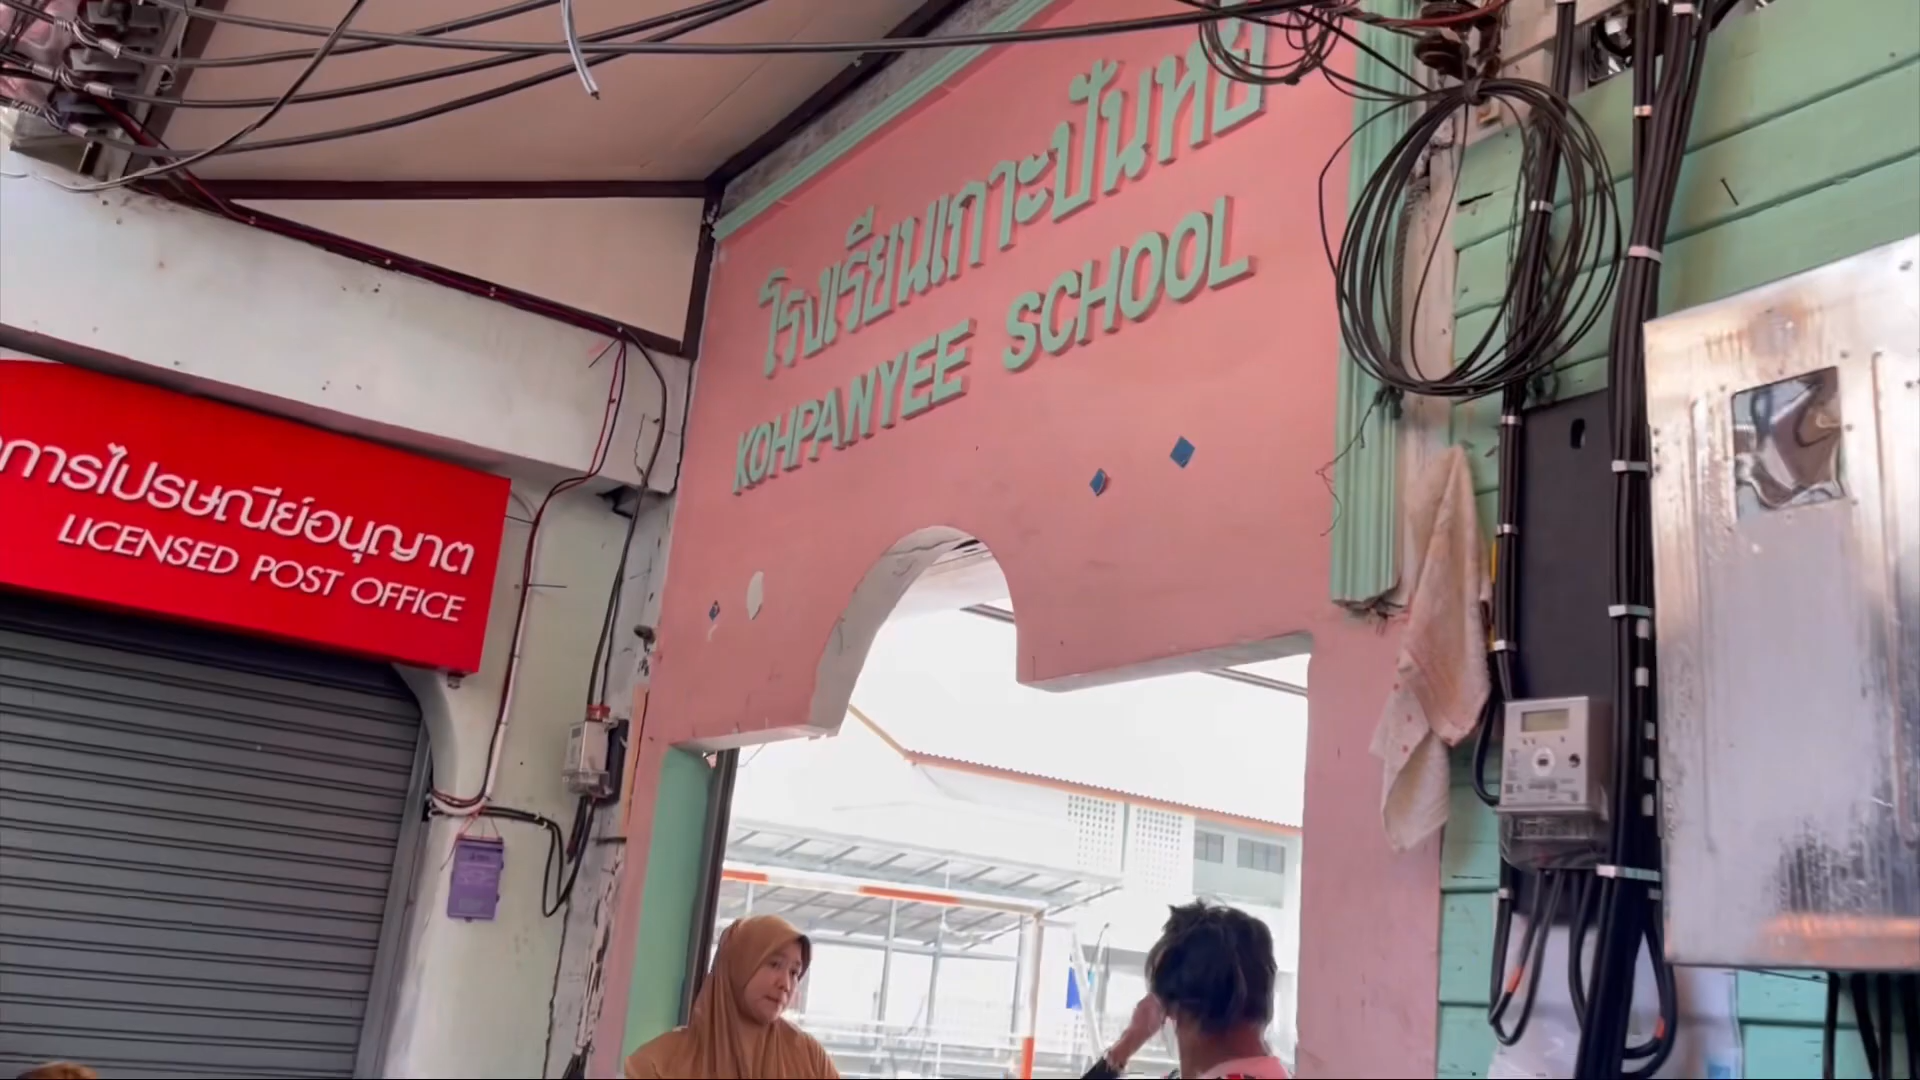 การไปรษณีย์อนุญาต
LICENSED POST OFFICE
โรงเรียนเกาะปันหยี
KOHPANYEE SCHOOL